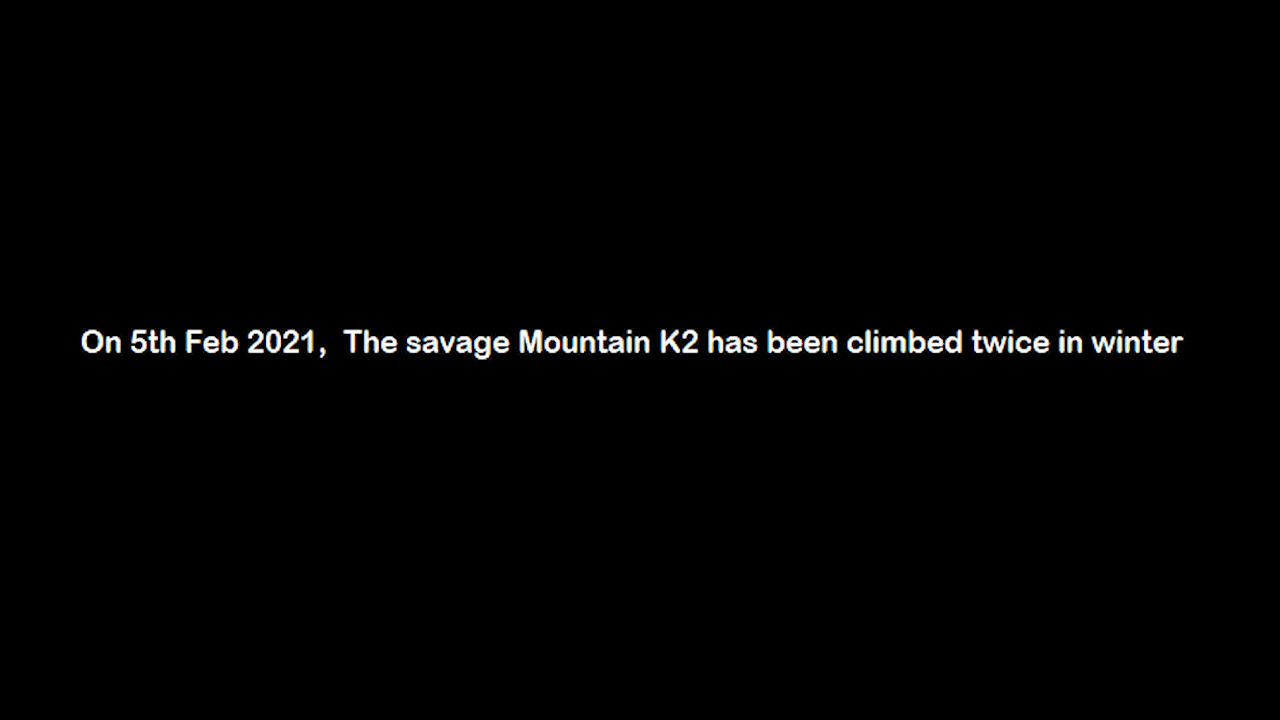 On 5th Feb 2021,  The savage Mountain K2 has been climbed twice in winter